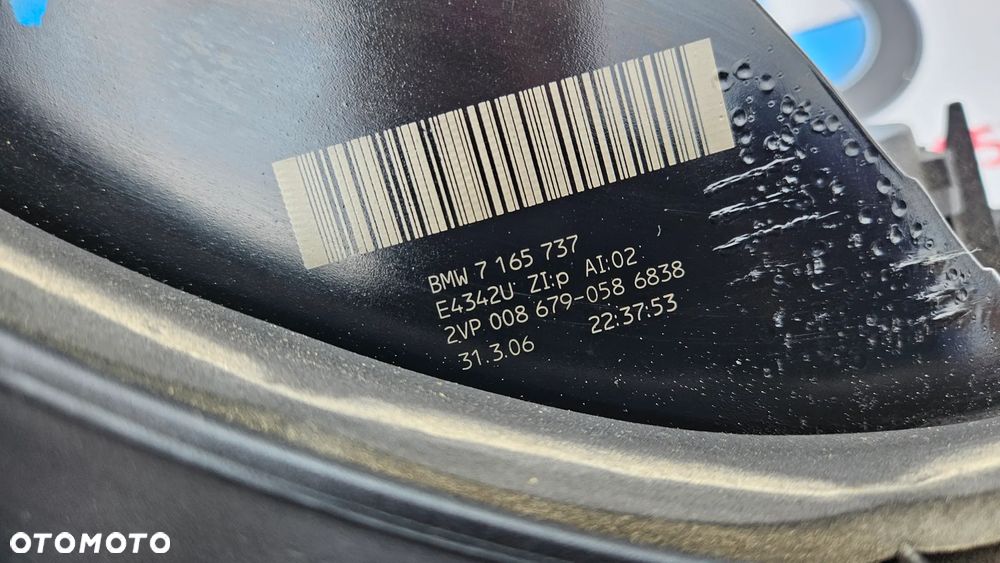 BMW 7 165 737
E4342U ZI:p AI:02
2VP 008 679-058 6838
31.3.06 22:37:53
OTOMOTO